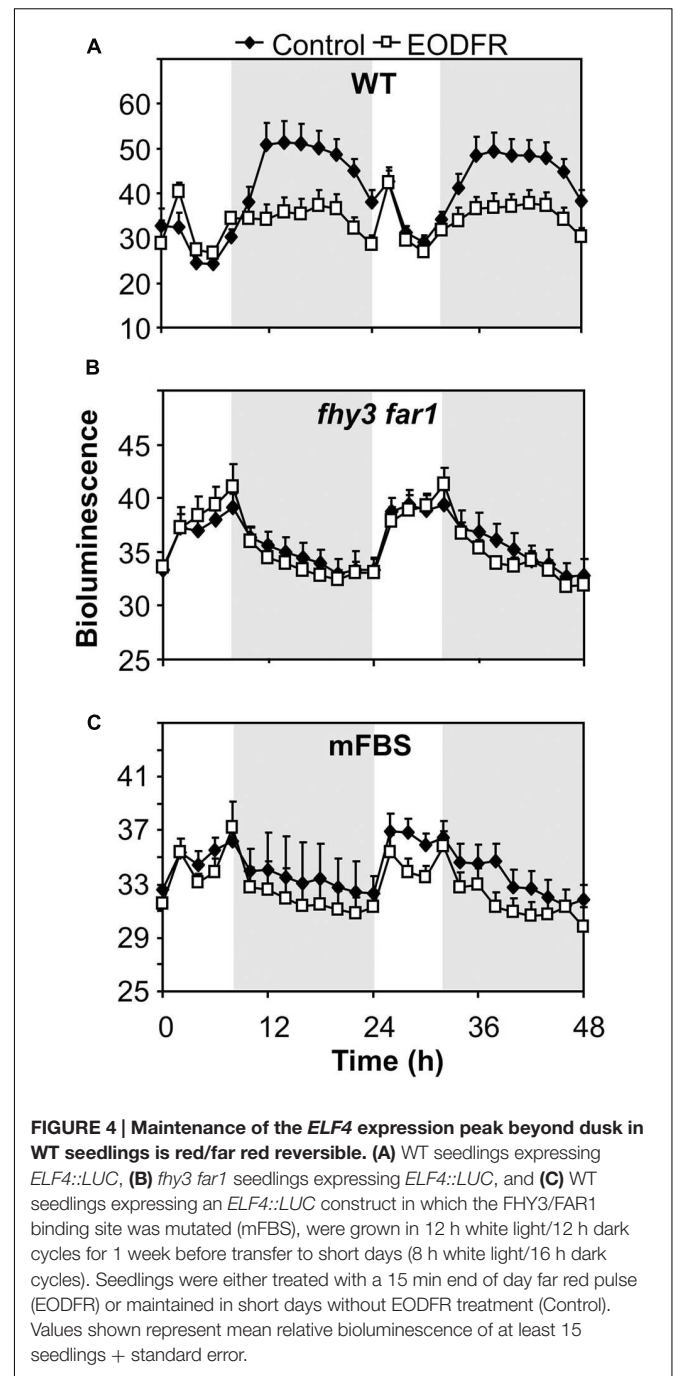 A
Control EODFR
WT
60
50
40
30
20
10
B
Bioluminescence
fhy3 far1
45
40
35
30
25
C
mFBS
41
37
33
29
25
0 12 24 36 48
Time (h)
FIGURE 4 | Maintenance of the ELF4 expression peak beyond dusk in
WT seedlings is red/far red reversible. (A) WT seedlings expressing
ELF4::LUC, (B) fhy3 far1 seedlings expressing ELF4::LUC, and (C) WT
seedlings expressing an ELF4::LUC construct in which the FHY3/FAR1
binding site was mutated (mFBS), were grown in 12 h white light/12 h dark
cycles for 1 week before transfer to short days (8 h white light/16 h dark
cycles). Seedlings were either treated with a 15 min end of day far red pulse
(EODFR) or maintained in short days without EODFR treatment (Control).
Values shown represent mean relative bioluminescence of at least 15
seedlings + standard error.